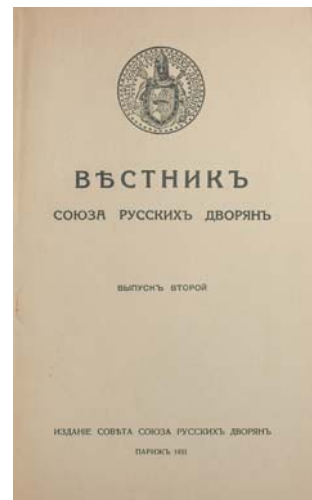 ВѢСТНИКЪ
СОЮЗА РУССКИХЪ ДВОРЯНЪ
ВЫПУСКЪ ВТОРОЙ
ИЗДАНІЕ СОВѢТА СОЮЗА РУССКИХЪ ДВОРЯНЪ
ПАРИЖЪ